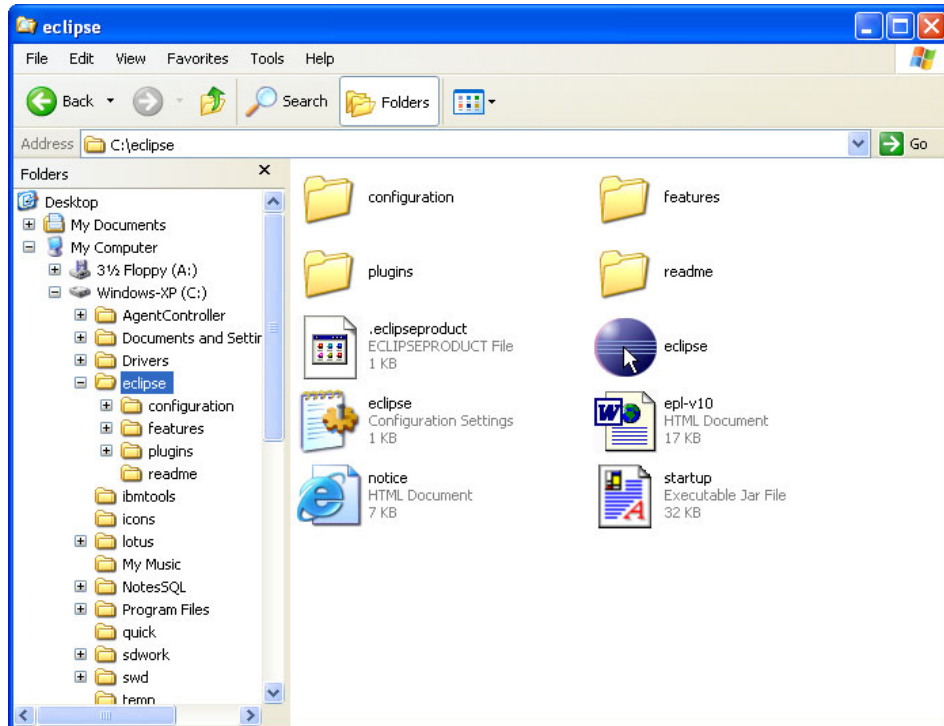 eclipse
File Edit View Favorites Tools Help
Back Search Folders
Address C:\eclipse Go
Folders
Desktop
My Documents
My Computer
3½ Floppy (A:)
Windows-XP (C:)
AgentController
Documents and Settir
Drivers
eclipse
configuration
features
plugins
readme
ibmtools
icons
lotus
My Music
NotesSQL
Program Files
quick
sdwork
swd
temp
configuration
features
plugins
readme
.eclipseproduct
ECLIPSEPRODUCT File
1 KB
eclipse
eclipse
Configuration Settings
1 KB
epl-v10
HTML Document
17 KB
notice
HTML Document
7 KB
startup
Executable Jar File
32 KB